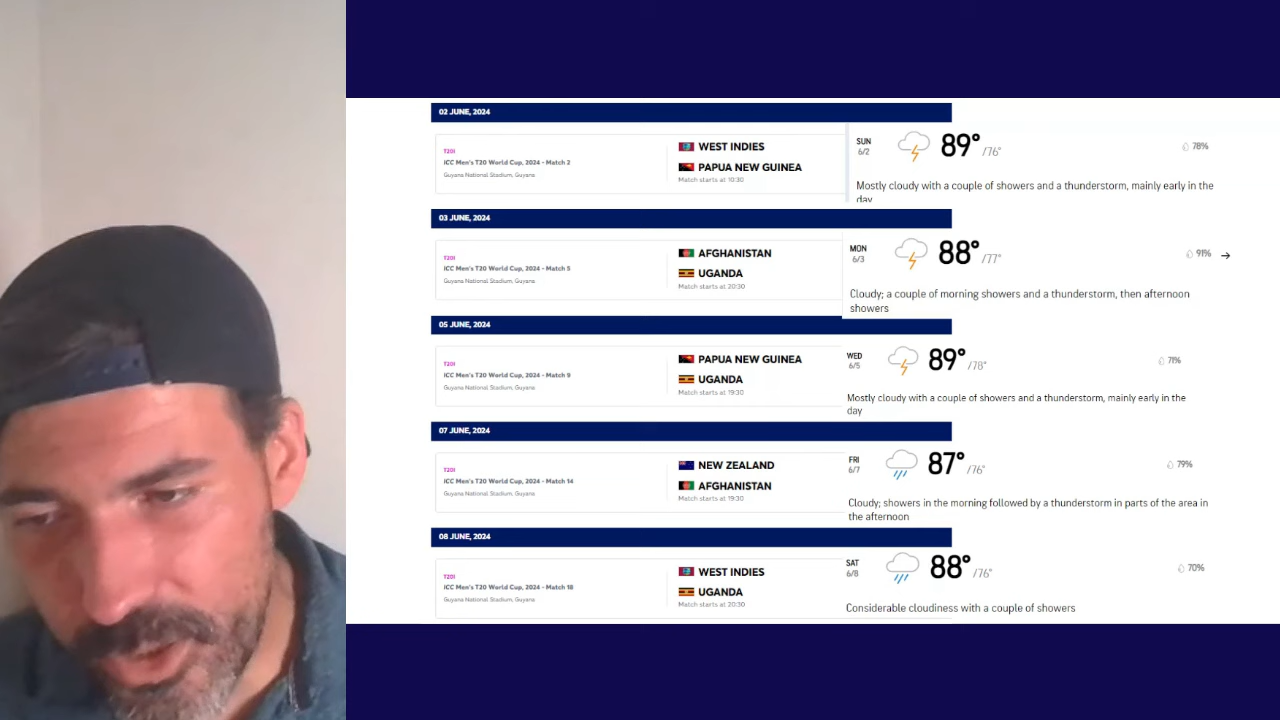 02 JUNE, 2024
T20I
ICC Men's T20 World Cup, 2024 - Match 2
Guyana National Stadium, Guyana
WEST INDIES
PAPUA NEW GUINEA
Match starts at 10:30
SUN
6/2
89° /76°
78%
Mostly cloudy with a couple of showers and a thunderstorm, mainly early in the
day
03 JUNE, 2024
T20I
ICC Men's T20 World Cup, 2024 - Match 5
Guyana National Stadium, Guyana
AFGHANISTAN
UGANDA
Match starts at 20:30
MON
6/3
88° /77°
91% →
Cloudy; a couple of morning showers and a thunderstorm, then afternoon
showers
05 JUNE, 2024
T20I
ICC Men's T20 World Cup, 2024 - Match 9
Guyana National Stadium, Guyana
PAPUA NEW GUINEA
UGANDA
Match starts at 19:30
WED
6/5
89° /78°
71%
Mostly cloudy with a couple of showers and a thunderstorm, mainly early in the
day
07 JUNE, 2024
T20I
ICC Men's T20 World Cup, 2024 - Match 14
Guyana National Stadium, Guyana
NEW ZEALAND
AFGHANISTAN
Match starts at 19:30
FRI
6/7
87° /76°
79%
Cloudy; showers in the morning followed by a thunderstorm in parts of the area in
the afternoon
08 JUNE, 2024
T20I
ICC Men's T20 World Cup, 2024 - Match 18
Guyana National Stadium, Guyana
WEST INDIES
UGANDA
Match starts at 20:30
SAT
6/8
88° /76°
70%
Considerable cloudiness with a couple of showers